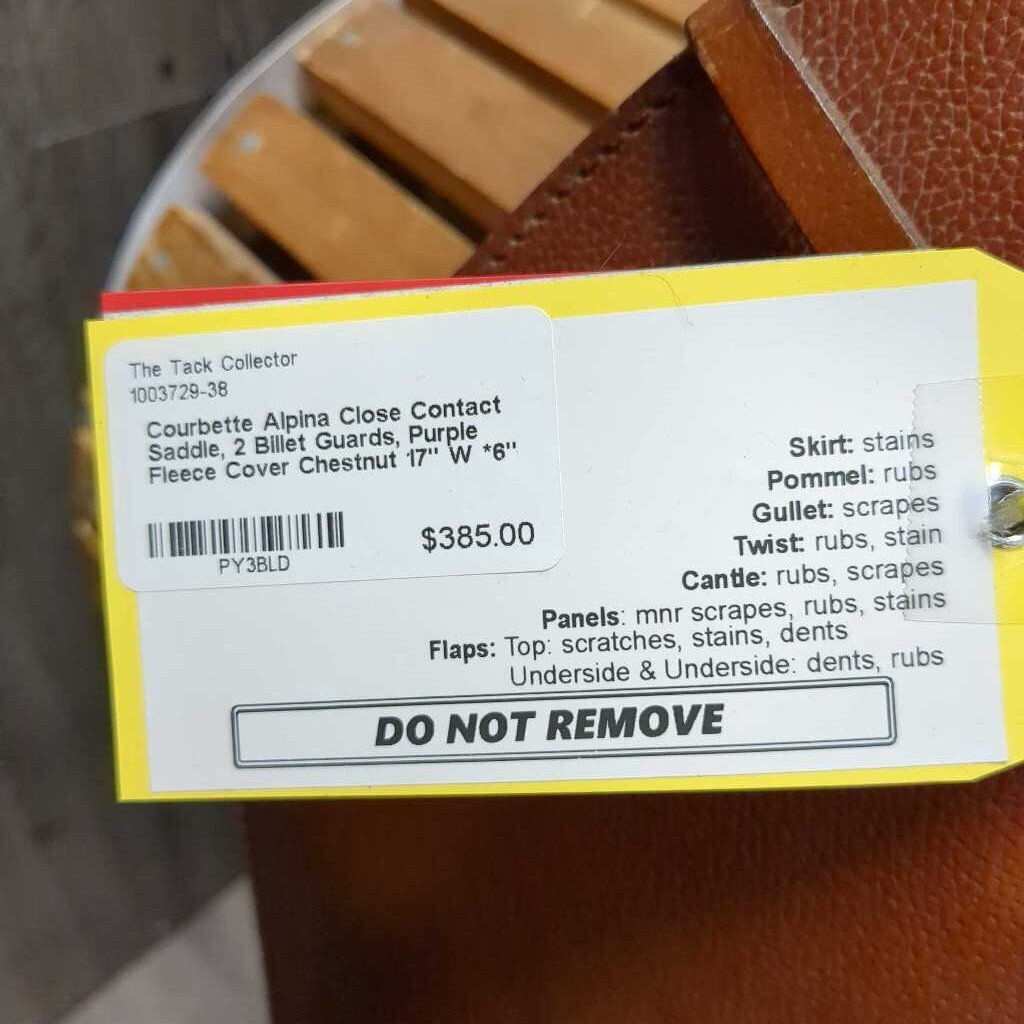 The Tack Collector
1003729-38
Courbette Alpina Close Contact
Saddle, 2 Billet Guards, Purple
Fleece Cover Chestnut 17" W *6"
PY3BLD
$385.00
Skirt: stains
Pommel: rubs
Gullet: scrapes
Twist: rubs, stain
Cantle: rubs, scrapes
Panels: mnr scrapes, rubs, stains
Flaps: Top: scratches, stains, dents
Underside & Underside: dents, rubs
DO NOT REMOVE